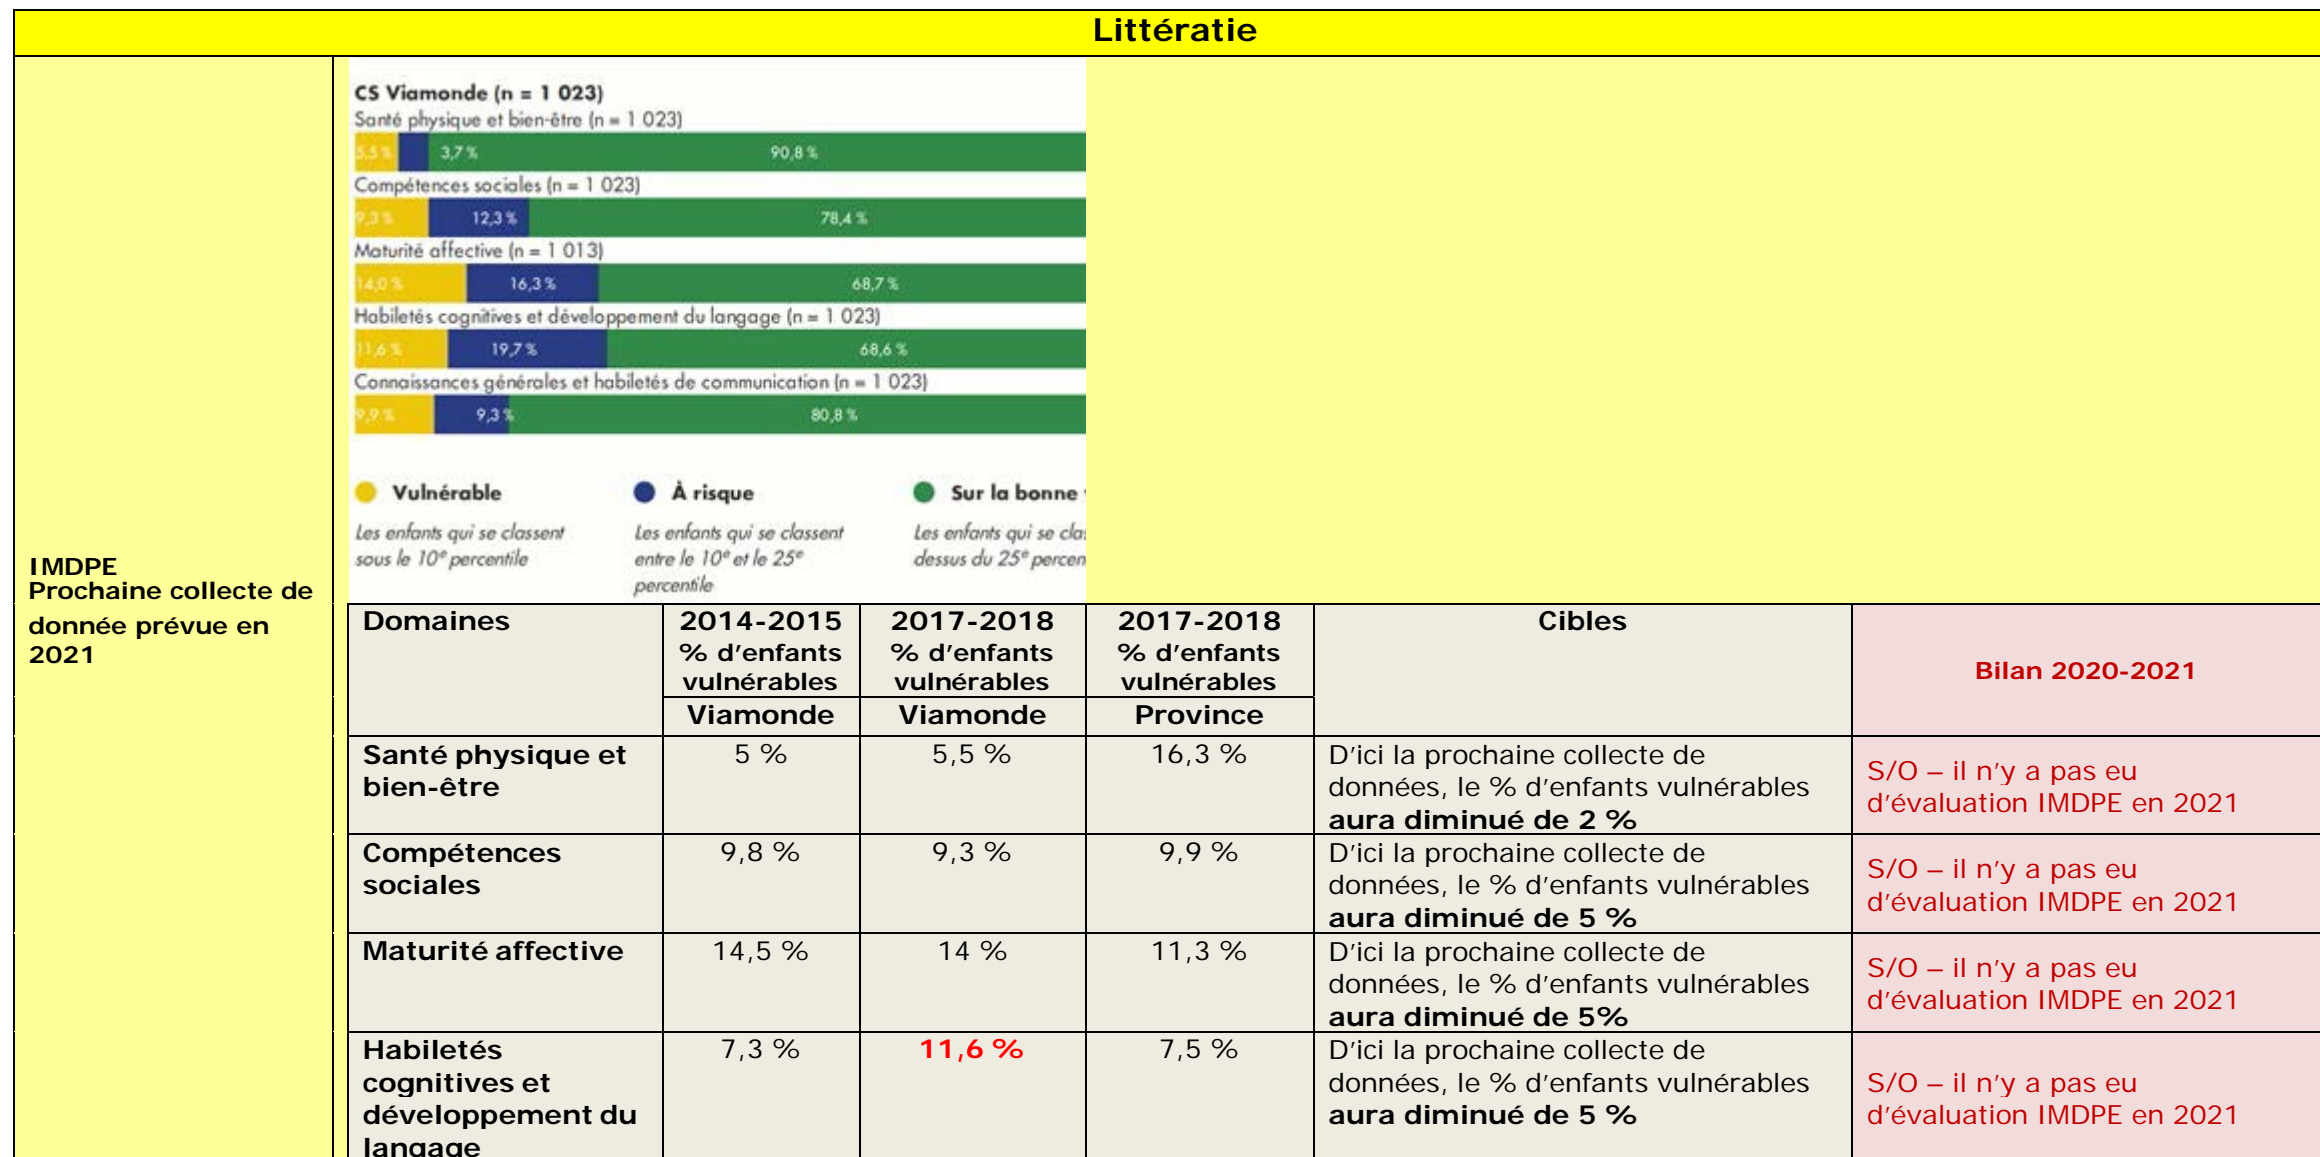 Littératie
CS Viamonde (n = 1 023)
Santé physique et bien-être (n = 1 023)
5,5 % 3,7 % 90,8 %
Compétences sociales (n = 1 023)
9,3 % 12,3 % 78,4 %
Maturité affective (n = 1 013)
14,0 % 16,3 % 68,7 %
Habiletés cognitives et développement du langage (n = 1 023)
11,6 % 19,7 % 68,6 %
Connaissances générales et habiletés de communication (n = 1 023)
9,9 % 9,3 % 80,8 %
Vulnérable
Les enfants qui se classent
sous le 10e percentile
À risque
Les enfants qui se classent
entre le 10e et le 25e
percentile
Sur la bonne
Les enfants qui se clas
dessus du 25e percen
IMDPE
Prochaine collecte de
donnée prévue en
2021
Domaines
2014-2015
% d’enfants
vulnérables
Viamonde
2017-2018
% d’enfants
vulnérables
Viamonde
2017-2018
% d’enfants
vulnérables
Province
Cibles
Bilan 2020-2021
Santé physique et
bien-être
5 %
5,5 %
16,3 %
D’ici la prochaine collecte de
données, le % d’enfants vulnérables
aura diminué de 2 %
S/O – il n’y a pas eu
d’évaluation IMDPE en 2021
Compétences
sociales
9,8 %
9,3 %
9,9 %
D’ici la prochaine collecte de
données, le % d’enfants vulnérables
aura diminué de 5 %
S/O – il n’y a pas eu
d’évaluation IMDPE en 2021
Maturité affective
14,5 %
14 %
11,3 %
D’ici la prochaine collecte de
données, le % d’enfants vulnérables
aura diminué de 5%
S/O – il n’y a pas eu
d’évaluation IMDPE en 2021
Habiletés
cognitives et
développement du
langage
7,3 %
11,6 %
7,5 %
D’ici la prochaine collecte de
données, le % d’enfants vulnérables
aura diminué de 5 %
S/O – il n’y a pas eu
d’évaluation IMDPE en 2021